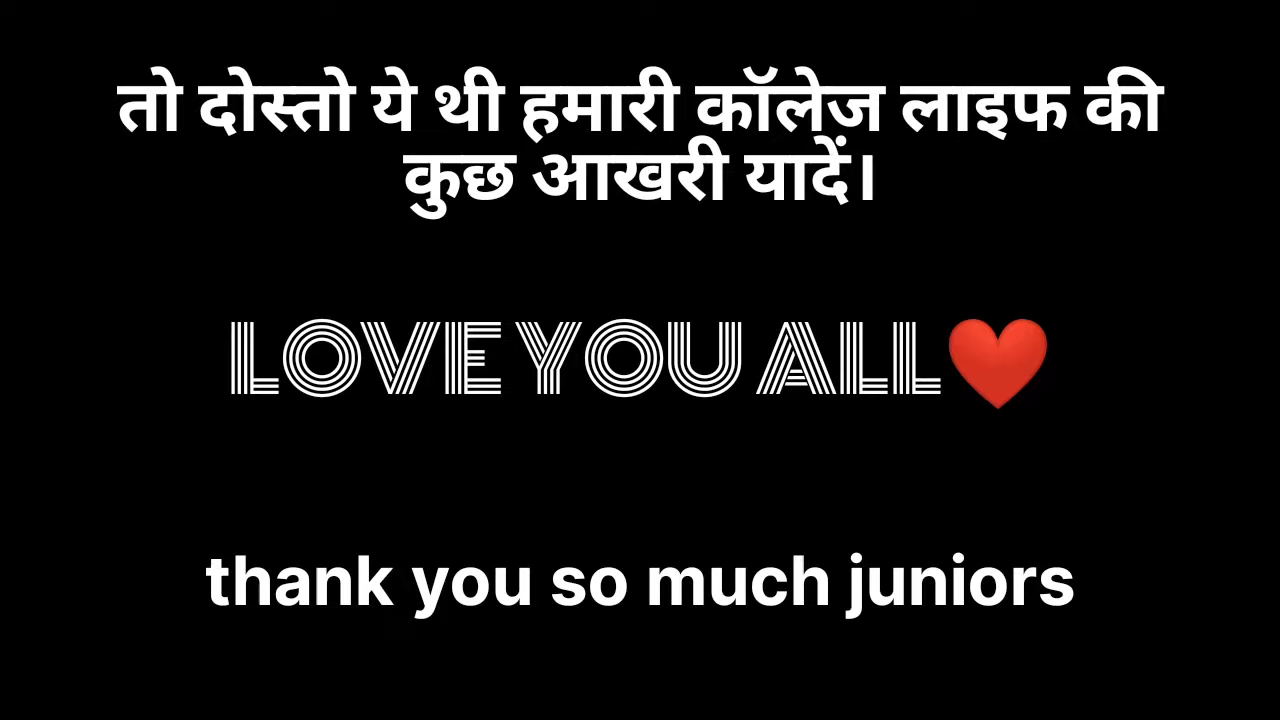 तो दोस्तो ये थी हमारी कॉलेज लाइफ की
कुछ आखरी यादें।
LOVE YOU ALL❤️
thank you so much juniors